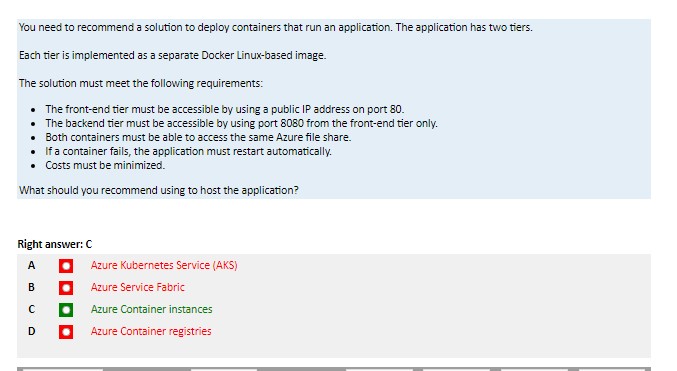 You need to recommend a solution to deploy containers that run an application. The application has two tiers.
Each tier is implemented as a separate Docker Linux-based image.
The solution must meet the following requirements:
• The front-end tier must be accessible by using a public IP address on port 80.
• The backend tier must be accessible by using port 8080 from the front-end tier only.
• Both containers must be able to access the same Azure file share.
• If a container fails, the application must restart automatically.
• Costs must be minimized.
What should you recommend using to host the application?
Right answer: C
A Azure Kubernetes Service (AKS)
B Azure Service Fabric
C Azure Container instances
D Azure Container registries